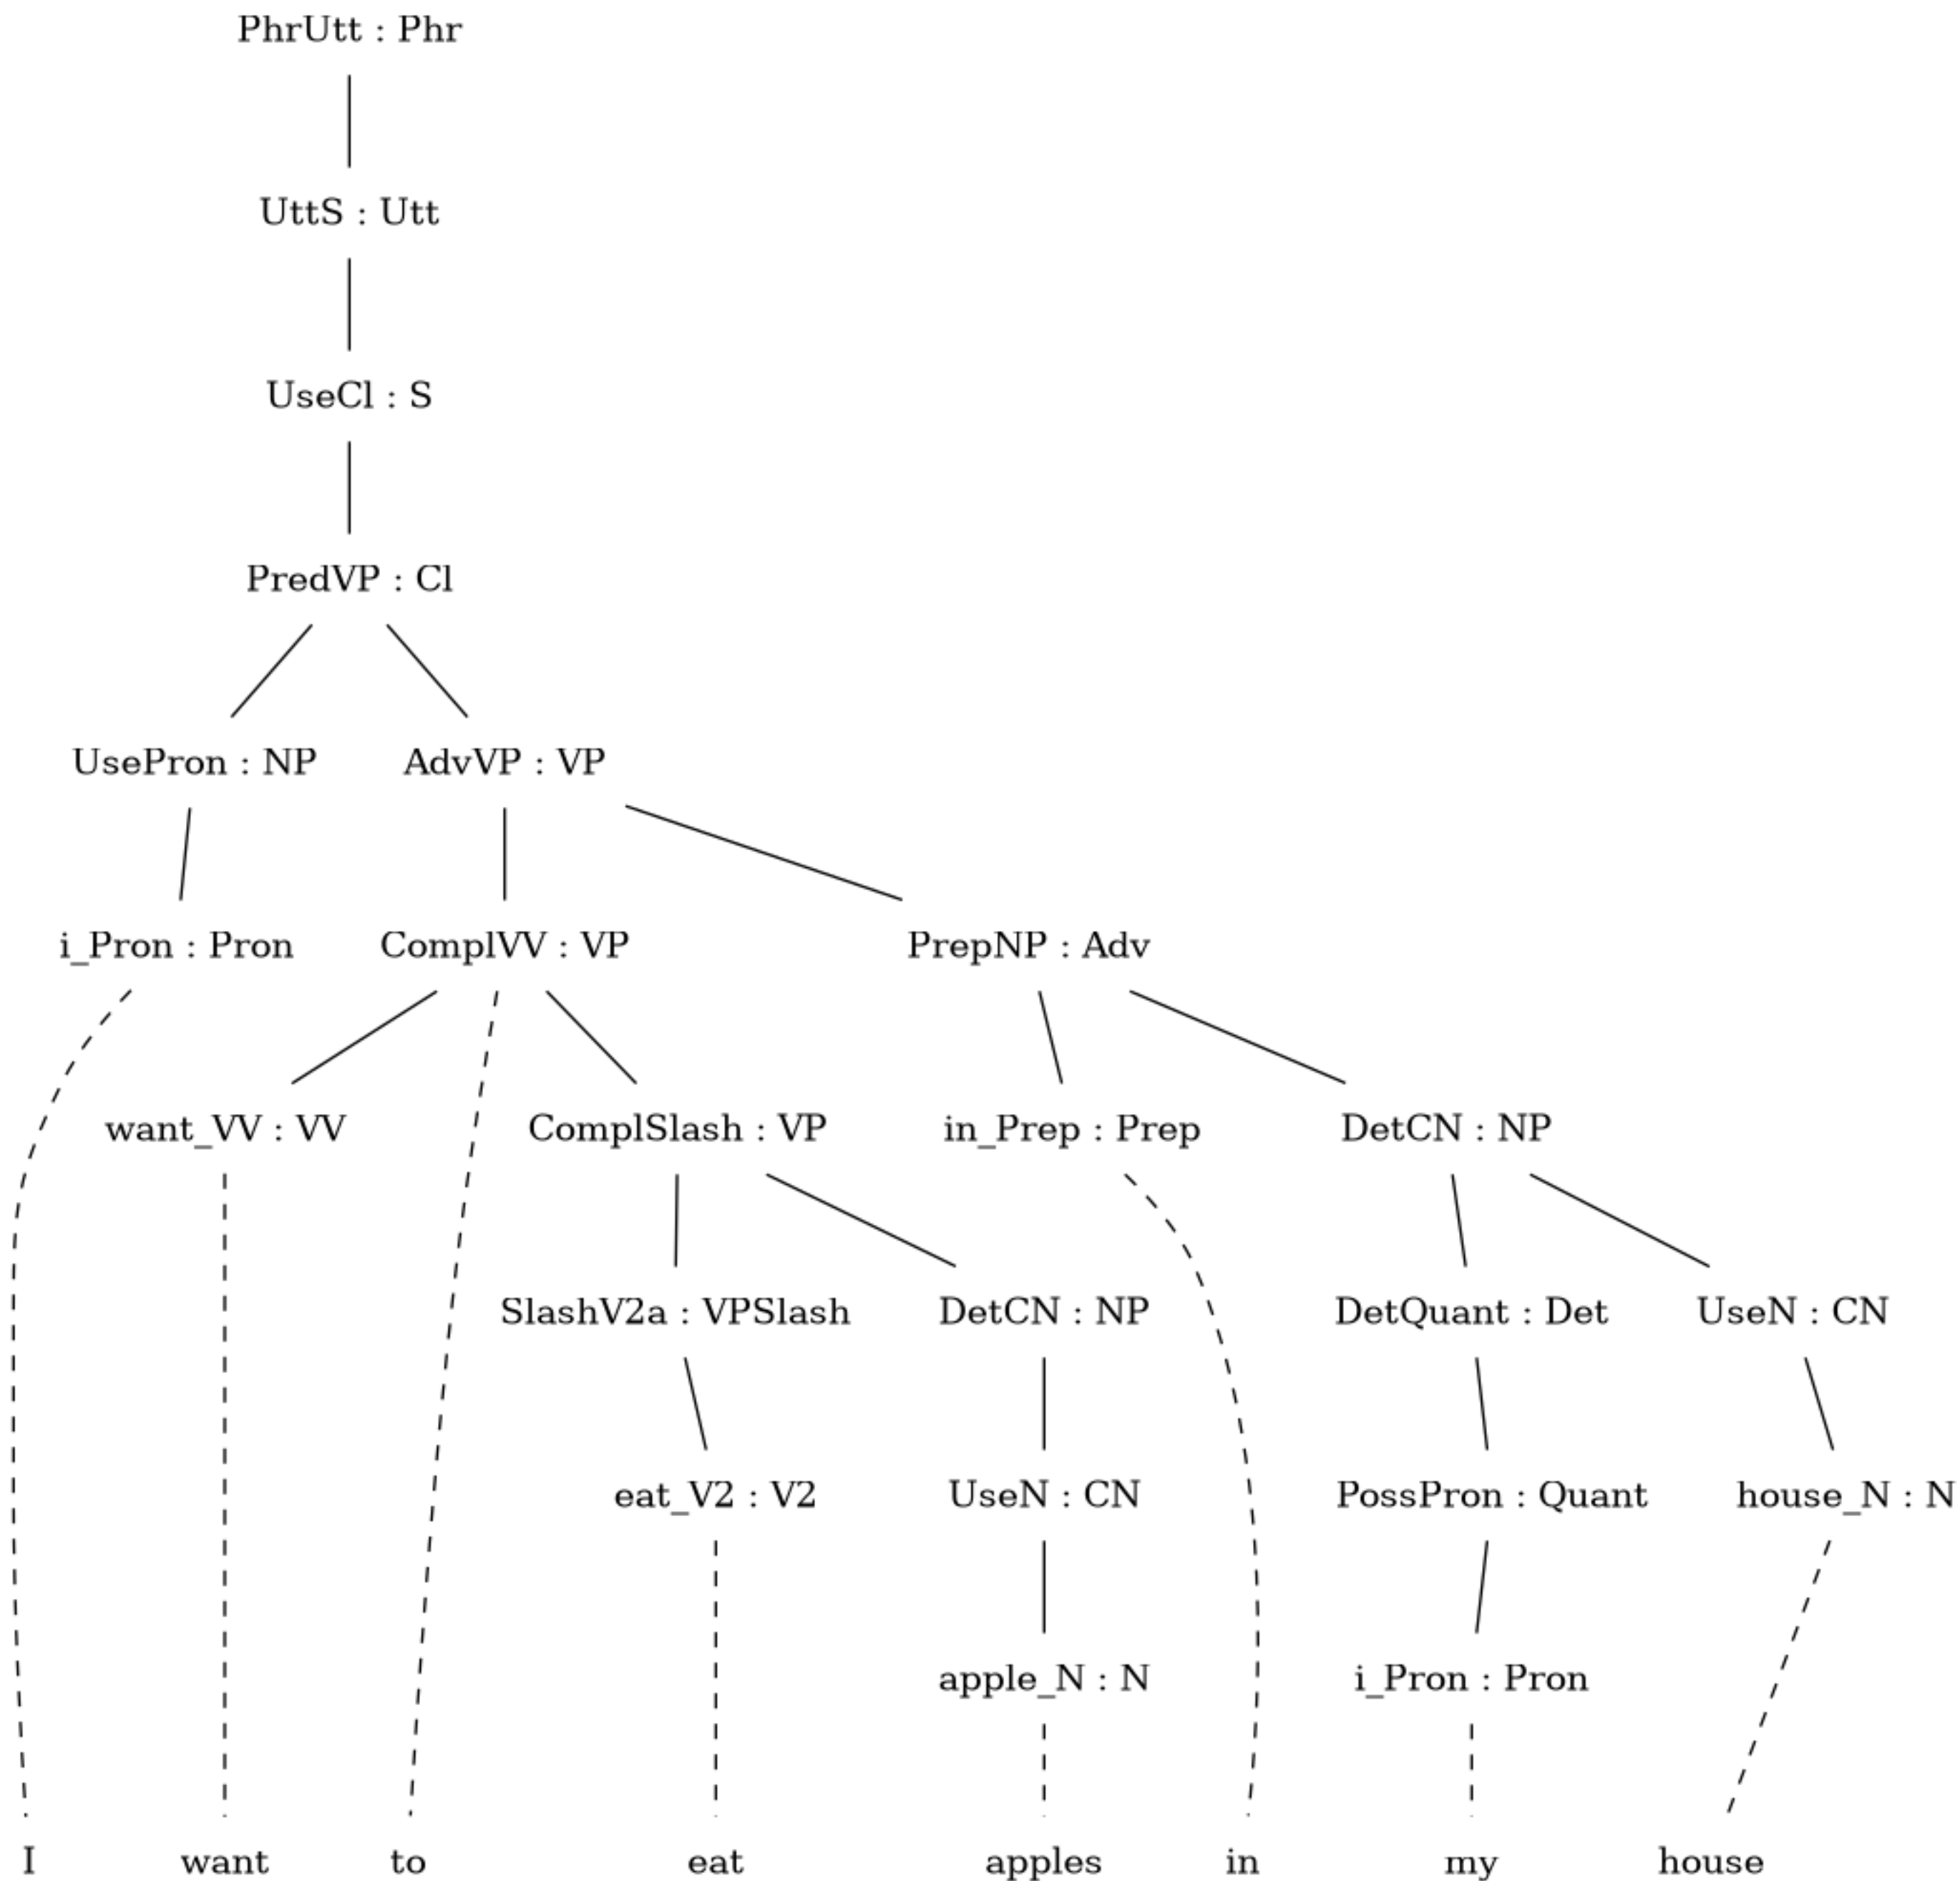 PhrUtt : Phr
UttS : Utt
UseCl : S
PredVP : Cl
UsePron : NP AdvVP : VP
i_Pron : Pron ComplVV : VP PrepNP : Adv
want_VV : VV ComplSlash : VP in_Prep : Prep DetCN : NP
SlashV2a : VPSlash DetCN : NP DetQuant : Det UseN : CN
eat_V2 : V2 UseN : CN PossPron : Quant house_N : N
apple_N : N i_Pron : Pron
I want to eat apples in my house